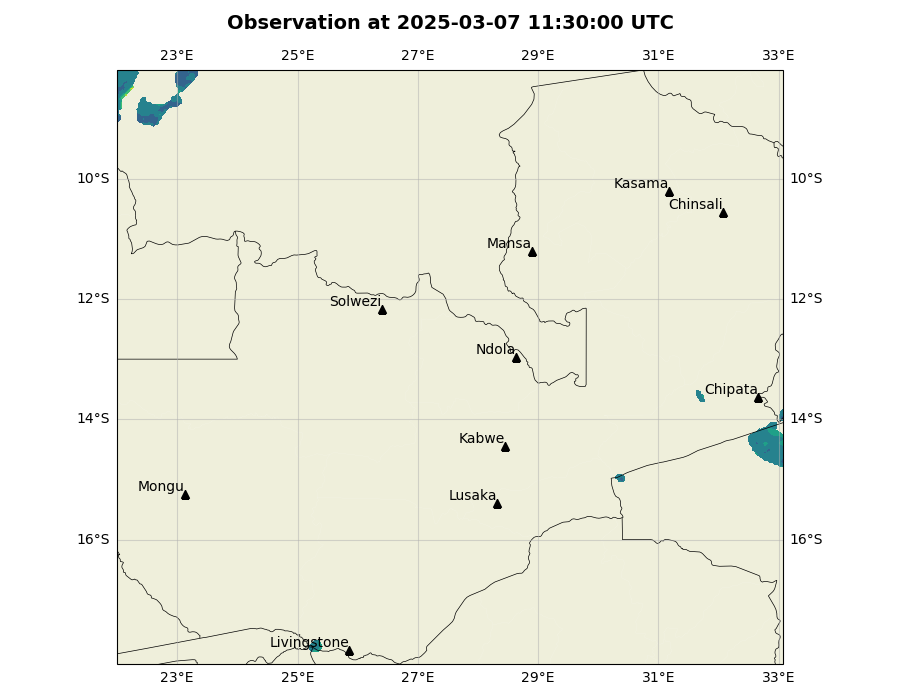 Observation at 2025-03-07 11:30:00 UTC
23°E 25°E 27°E 29°E 31°E 33°E
10°S 10°S
Kasama
Chinsali
Mansa
12°S 12°S
Solwezi
Ndola
Chipata
14°S 14°S
Kabwe
Mongu
Lusaka
16°S 16°S
Livingstone
23°E 25°E 27°E 29°E 31°E 33°E